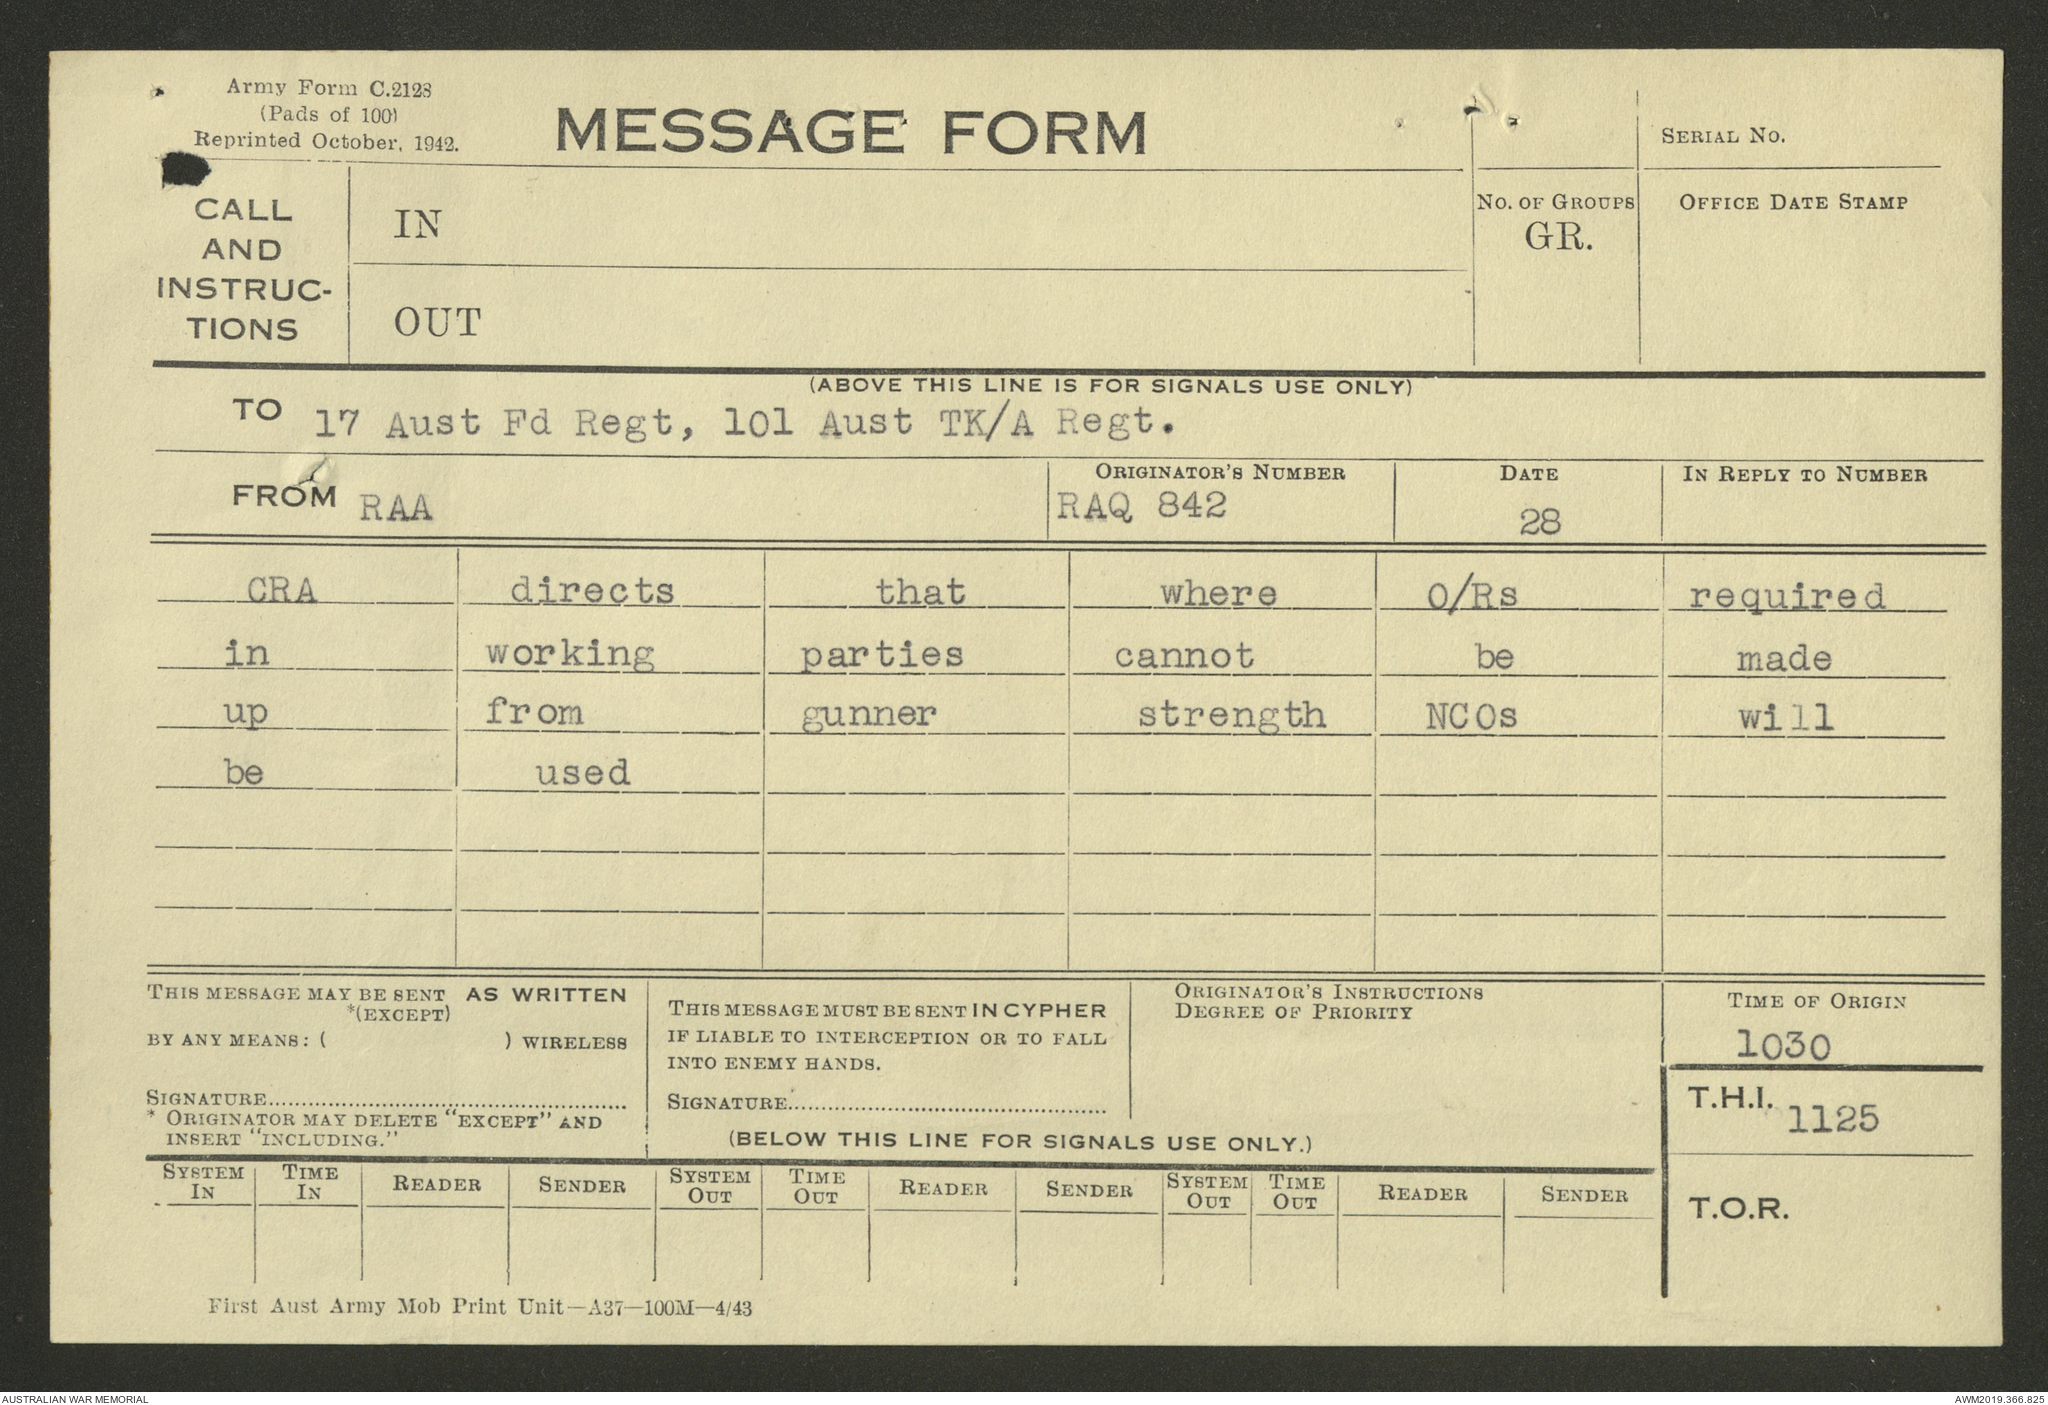 Army Form C.2128
(Pads of 100)
Reprinted October, 1942.
MESSAGE FORM
SERIAL NO.
CALL
AND
INSTRUC-
TIONS
IN
OUT
NO. OF GROUPS
GR.
OFFICE DATE STAMP
(ABOVE THIS LINE IS FOR SIGNALS USE ONLY)
TO 17 Aust Fd Regt, 101 Aust TK/A Regt.
FROM RAA
ORIGINATOR'S NUMBER
RAQ 842
DATE
28
IN REPLY TO NUMBER
CRA directs that where O/Rs required
in working parties cannot be made
up from gunner strength NCOs will
be used
THIS MESSAGE MAY BE SENT AS WRITTEN
*(EXCEPT)
BY ANY MEANS: ( ) WIRELESS
SIGNATURE
* ORIGINATOR MAY DELETE "EXCEPT" AND
INSERT "INCLUDING."
THIS MESSAGE MUST BE SENT IN CYPHER
IF LIABLE TO INTERCEPTION OR TO FALL
INTO ENEMY HANDS.
SIGNATURE
ORIGINATOR'S INSTRUCTIONS
DEGREE OF PRIORITY
TIME OF ORIGIN
1030
T.H.I. 1125
T.O.R.
(BELOW THIS LINE FOR SIGNALS USE ONLY.)
SYSTEM IN TIME IN READER SENDER SYSTEM OUT TIME OUT READER SENDER SYSTEM OUT TIME OUT READER SENDER
First Aust Army Mob Print Unit—A37—100M—4/43
AUSTRALIAN WAR MEMORIAL
AWM2019.366.825